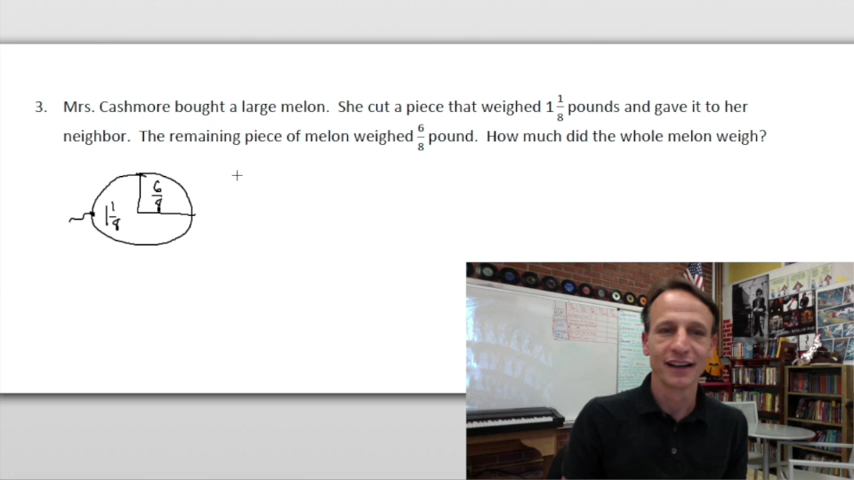 3. Mrs. Cashmore bought a large melon. She cut a piece that weighed 1 1/8 pounds and gave it to her
neighbor. The remaining piece of melon weighed 6/8 pound. How much did the whole melon weigh?
6/8
1 1/8